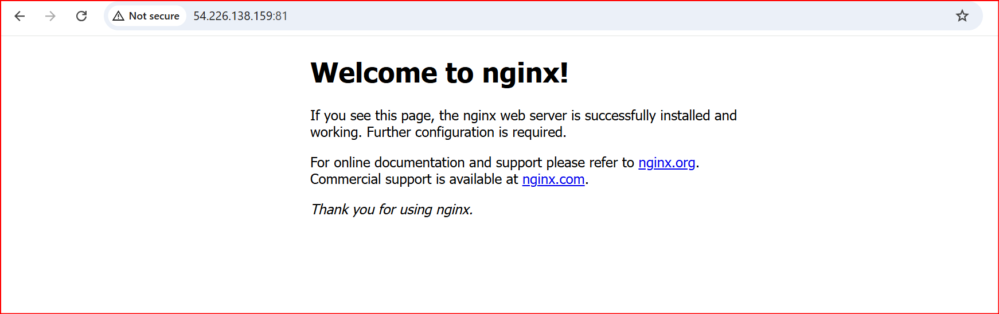 Not secure 54.226.138.159:81
Welcome to nginx!
If you see this page, the nginx web server is successfully installed and
working. Further configuration is required.
For online documentation and support please refer to nginx.org.
Commercial support is available at nginx.com.
Thank you for using nginx.